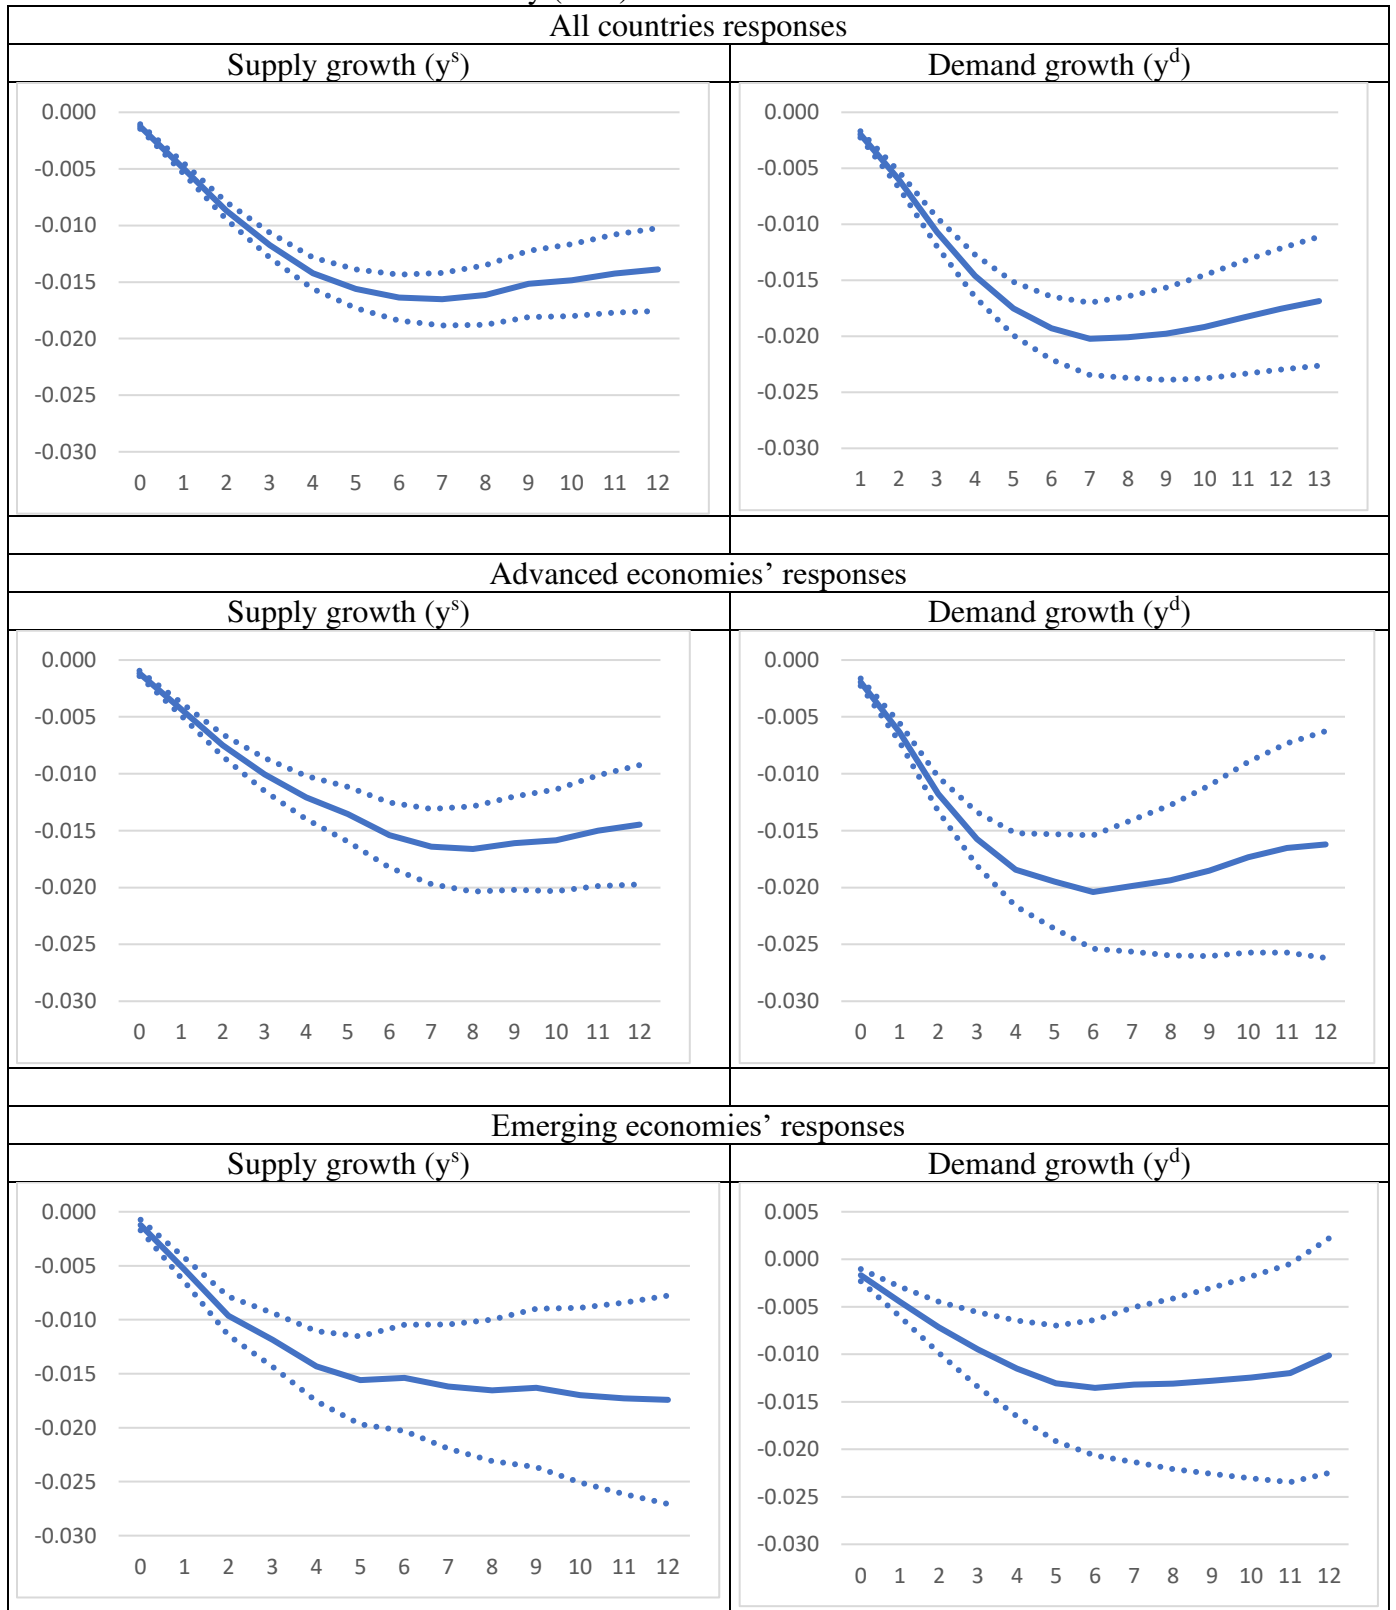 All countries responses
Supply growth (yˢ) Demand growth (yᵈ)
0.000 0.000
-0.005 -0.005
-0.010 -0.010
-0.015 -0.015
-0.020 -0.020
-0.025 -0.025
-0.030 -0.030
0 1 2 3 4 5 6 7 8 9 10 11 12 1 2 3 4 5 6 7 8 9 10 11 12 13
Advanced economies’ responses
Supply growth (yˢ) Demand growth (yᵈ)
0.000 0.000
-0.005 -0.005
-0.010 -0.010
-0.015 -0.015
-0.020 -0.020
-0.025 -0.025
-0.030 -0.030
0 1 2 3 4 5 6 7 8 9 10 11 12 0 1 2 3 4 5 6 7 8 9 10 11 12
Emerging economies’ responses
Supply growth (yˢ) Demand growth (yᵈ)
0.000 0.005
-0.005 0.000
-0.010 -0.005
-0.015 -0.010
-0.020 -0.015
-0.025 -0.020
-0.030 -0.025
-0.030
0 1 2 3 4 5 6 7 8 9 10 11 12 0 1 2 3 4 5 6 7 8 9 10 11 12